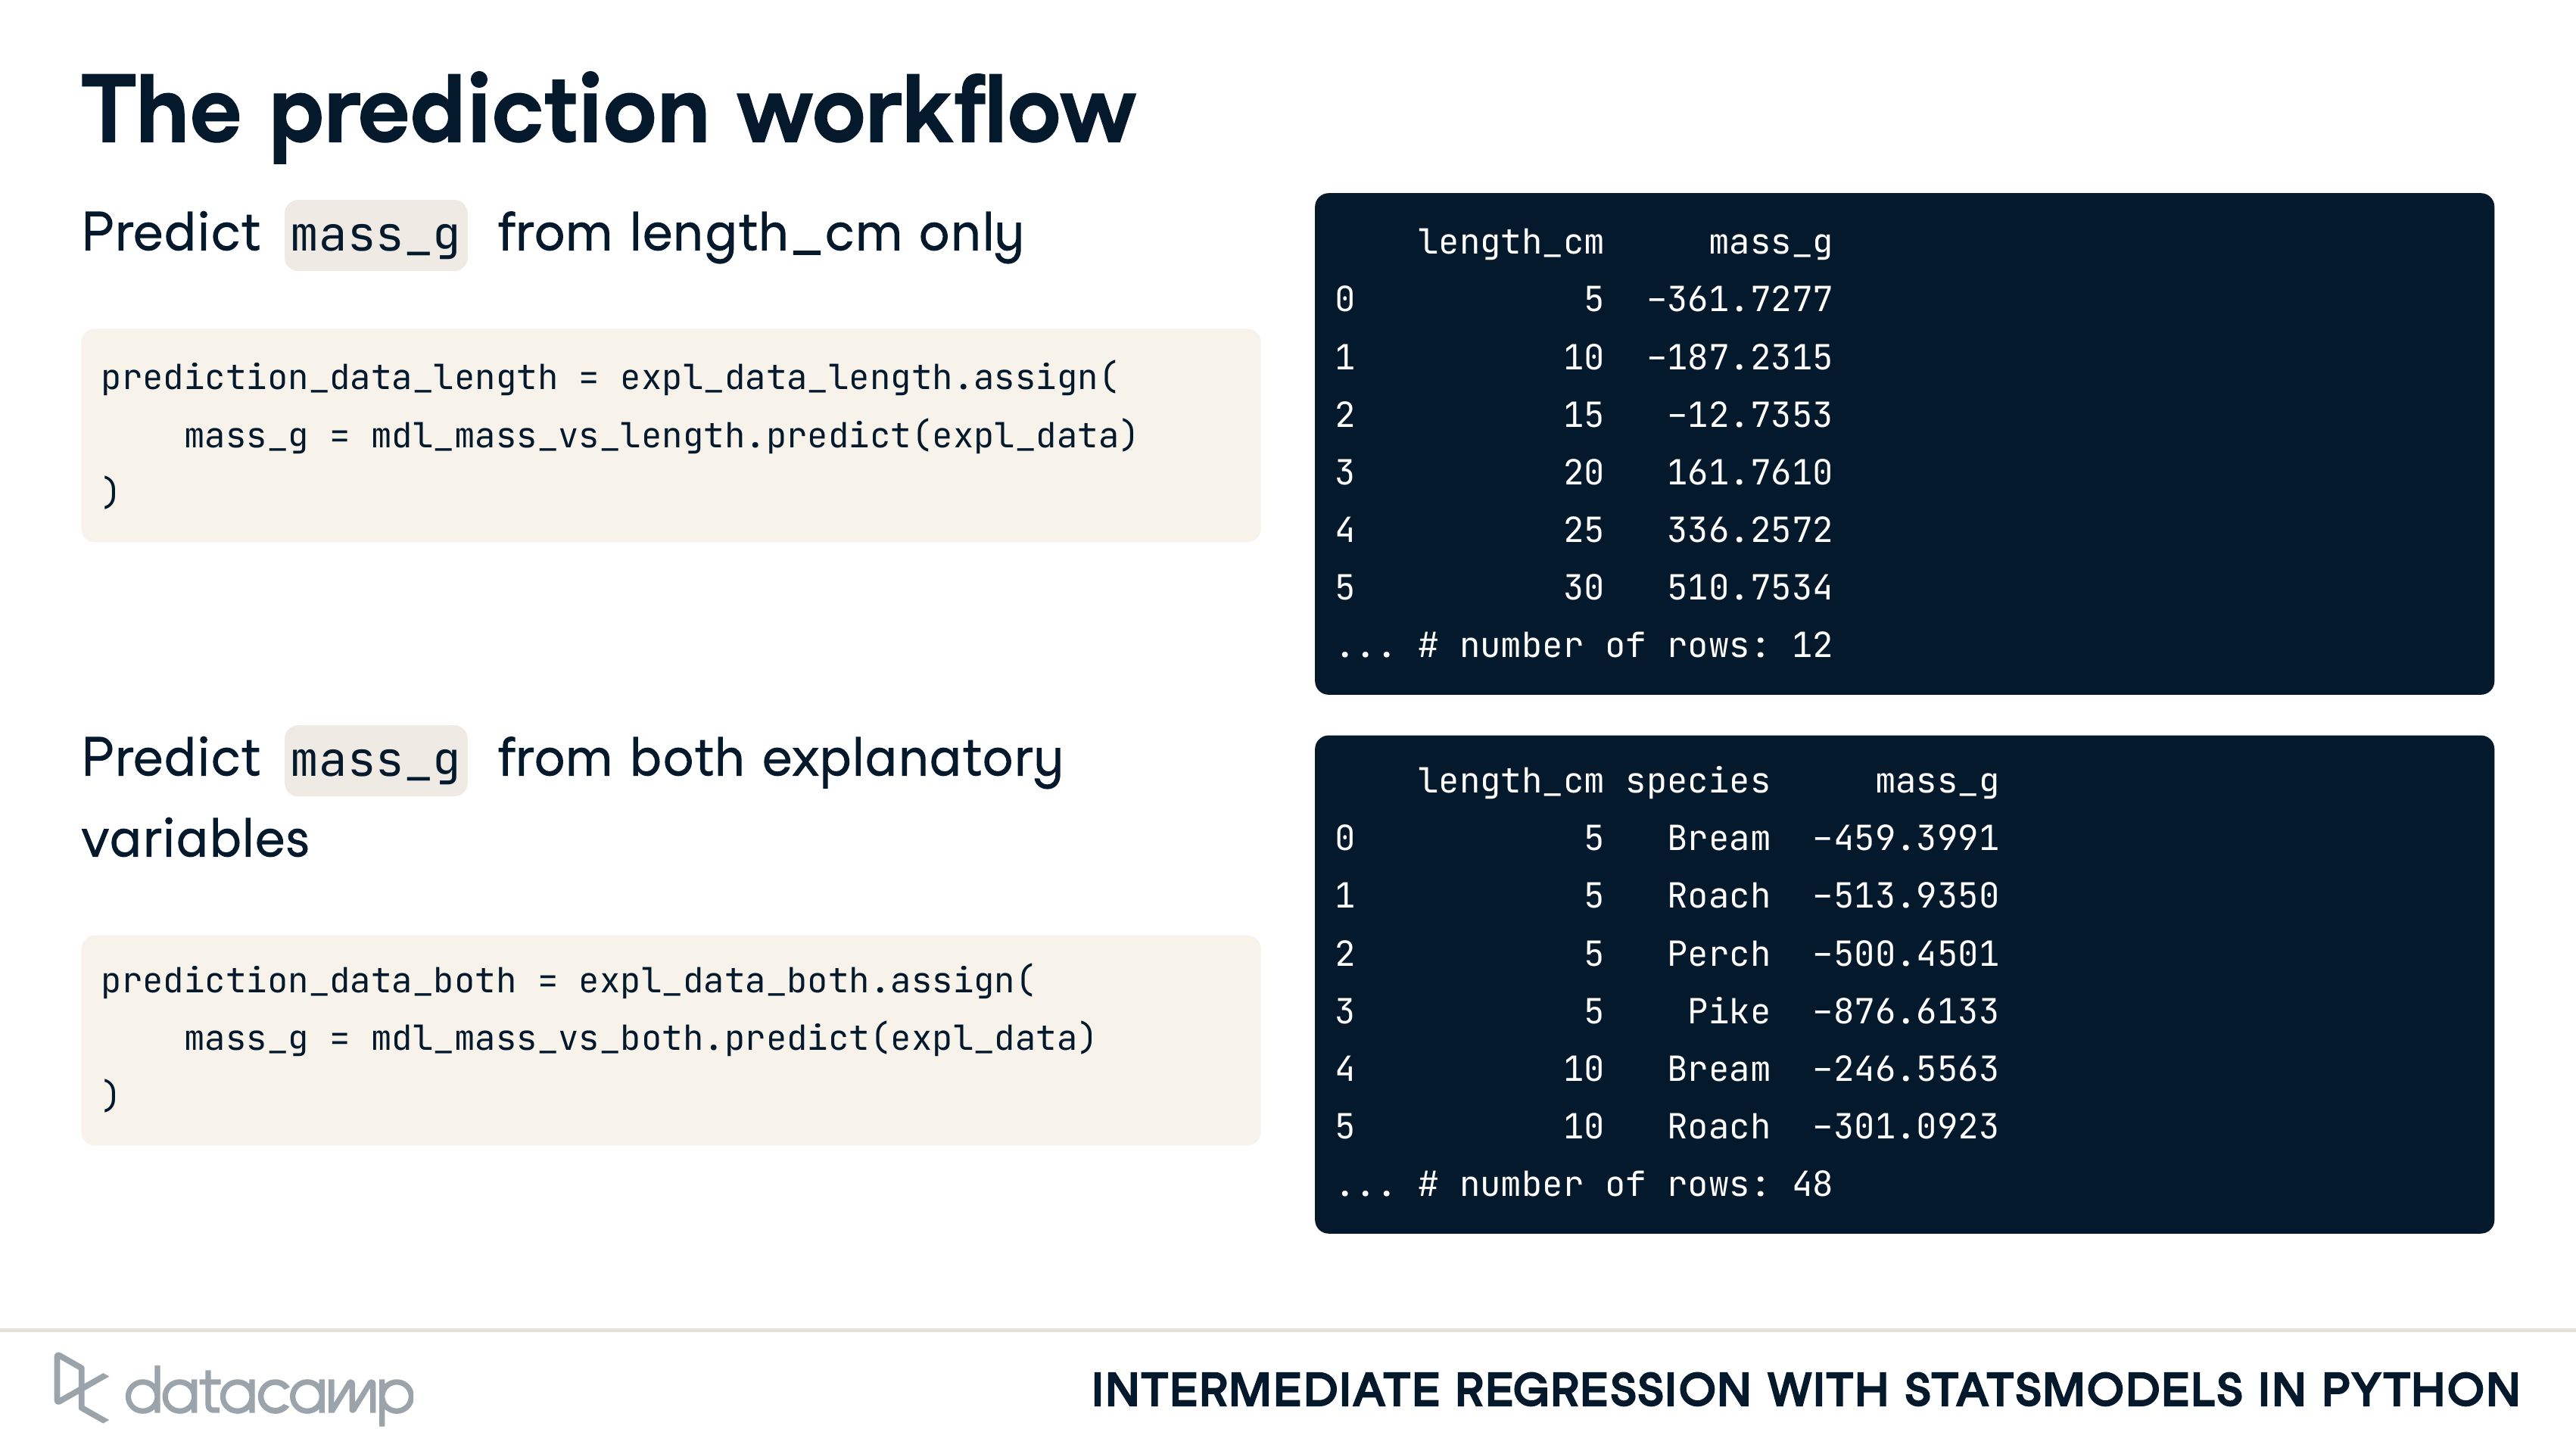 The prediction workflow
Predict mass_g from length_cm only
prediction_data_length = expl_data_length.assign(
    mass_g = mdl_mass_vs_length.predict(expl_data)
)
    length_cm    mass_g
0           5 -361.7277
1          10 -187.2315
2          15  -12.7353
3          20  161.7610
4          25  336.2572
5          30  510.7534
... # number of rows: 12
Predict mass_g from both explanatory
variables
prediction_data_both = expl_data_both.assign(
    mass_g = mdl_mass_vs_both.predict(expl_data)
)
    length_cm species    mass_g
0           5   Bream -459.3991
1           5   Roach -513.9350
2           5   Perch -500.4501
3           5    Pike -876.6133
4          10   Bream -246.5563
5          10   Roach -301.0923
... # number of rows: 48
datacamp
INTERMEDIATE REGRESSION WITH STATSMODELS IN PYTHON